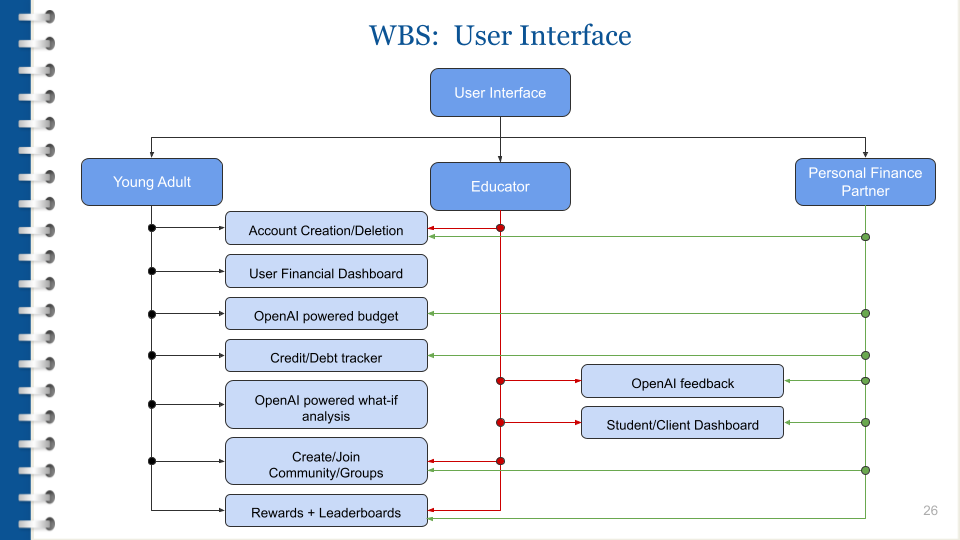 WBS:  User Interface
User Interface
Young Adult
Educator
Personal Finance
Partner
Account Creation/Deletion
User Financial Dashboard
OpenAI powered budget
Credit/Debt tracker
OpenAI feedback
OpenAI powered what-if
analysis
Student/Client Dashboard
Create/Join
Community/Groups
Rewards + Leaderboards
26